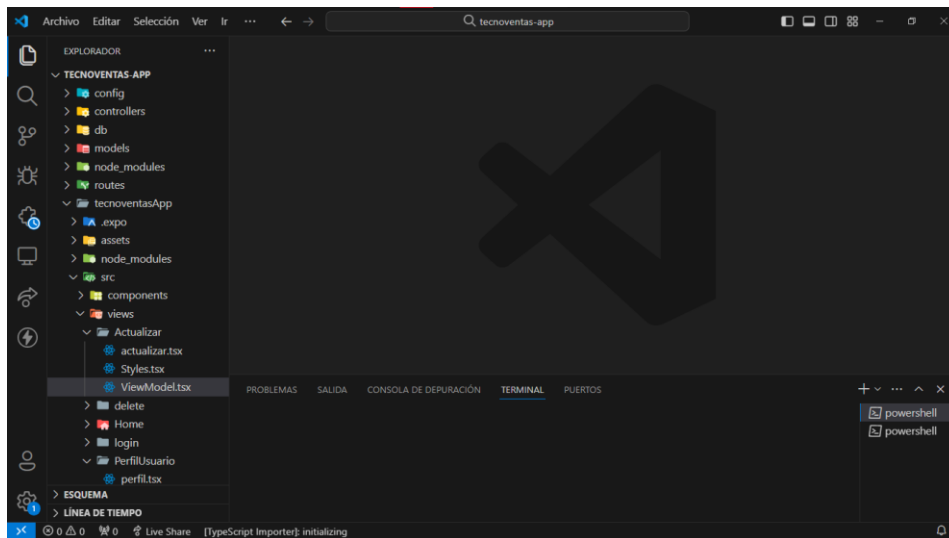 Archivo Editar Selección Ver Ir ··· tecnoventas-app
EXPLORADOR ···
TECNOVENTAS-APP
config
controllers
db
models
node_modules
routes
tecnoventasApp
.expo
assets
node_modules
src
components
views
Actualizar
actualizar.tsx
Styles.tsx
ViewModel.tsx
delete
Home
login
PerfilUsuario
perfil.tsx
ESQUEMA
LÍNEA DE TIEMPO
PROBLEMAS SALIDA CONSOLA DE DEPURACIÓN TERMINAL PUERTOS
powershell
powershell
1
0 0 0 Live Share [TypeScript Importer]: initializing